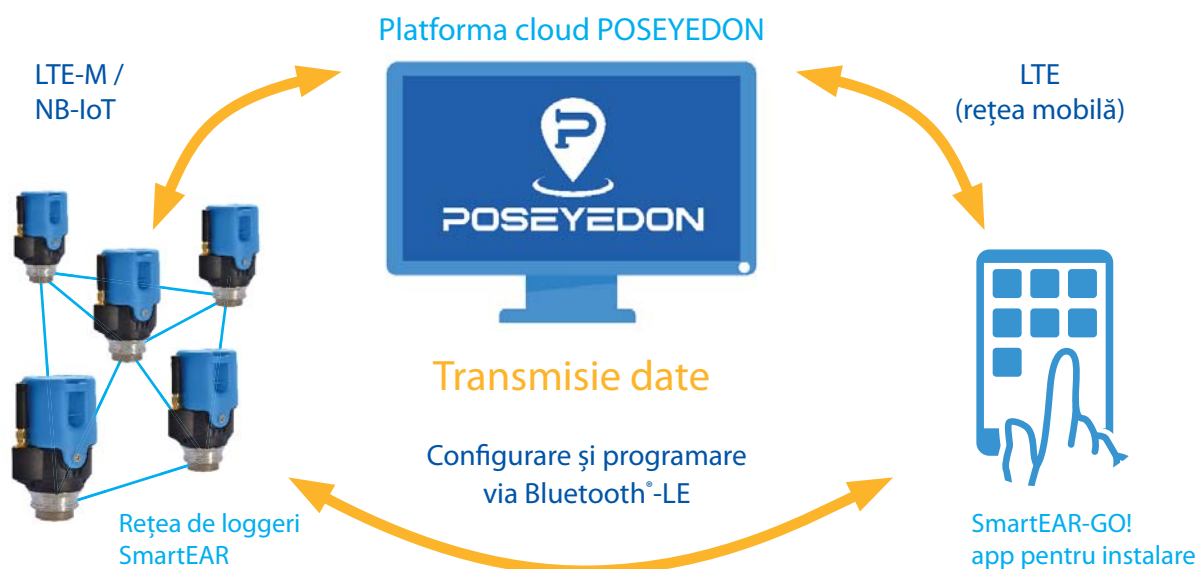 Platforma cloud POSEYEDON
LTE-M /
NB-IoT
LTE
(rețea mobilă)
P
POSEYEDON
Transmisie date
Configurare și programare
via Bluetooth®-LE
Rețea de loggeri
SmartEAR
SmartEAR-GO!
app pentru instalare